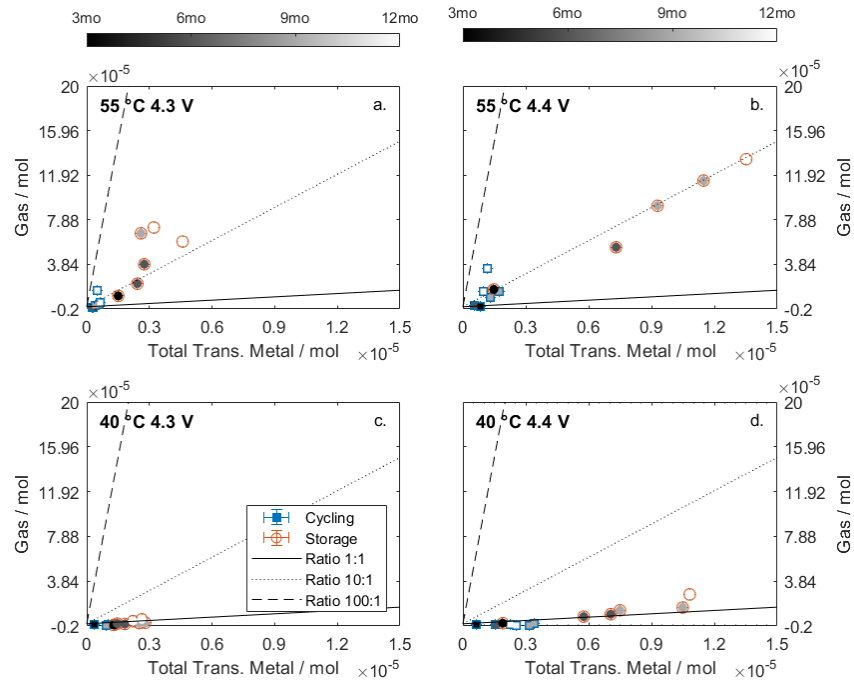 3mo 6mo 9mo 12mo
3mo 6mo 9mo 12mo
×10⁻⁵
20
15.96
11.92
7.88
3.84
-0.2
Gas / mol
55 °C 4.3 V
a.
0 0.3 0.6 0.9 1.2 1.5
Total Trans. Metal / mol
×10⁻⁵
×10⁻⁵
20
15.96
11.92
7.88
3.84
-0.2
Gas / mol
55 °C 4.4 V
b.
0 0.3 0.6 0.9 1.2 1.5
Total Trans. Metal / mol
×10⁻⁵
×10⁻⁵
20
15.96
11.92
7.88
3.84
-0.2
Gas / mol
40 °C 4.3 V
c.
Cycling
Storage
Ratio 1:1
Ratio 10:1
Ratio 100:1
0 0.3 0.6 0.9 1.2 1.5
Total Trans. Metal / mol
×10⁻⁵
×10⁻⁵
20
15.96
11.92
7.88
3.84
-0.2
Gas / mol
40 °C 4.4 V
d.
0 0.3 0.6 0.9 1.2 1.5
Total Trans. Metal / mol
×10⁻⁵